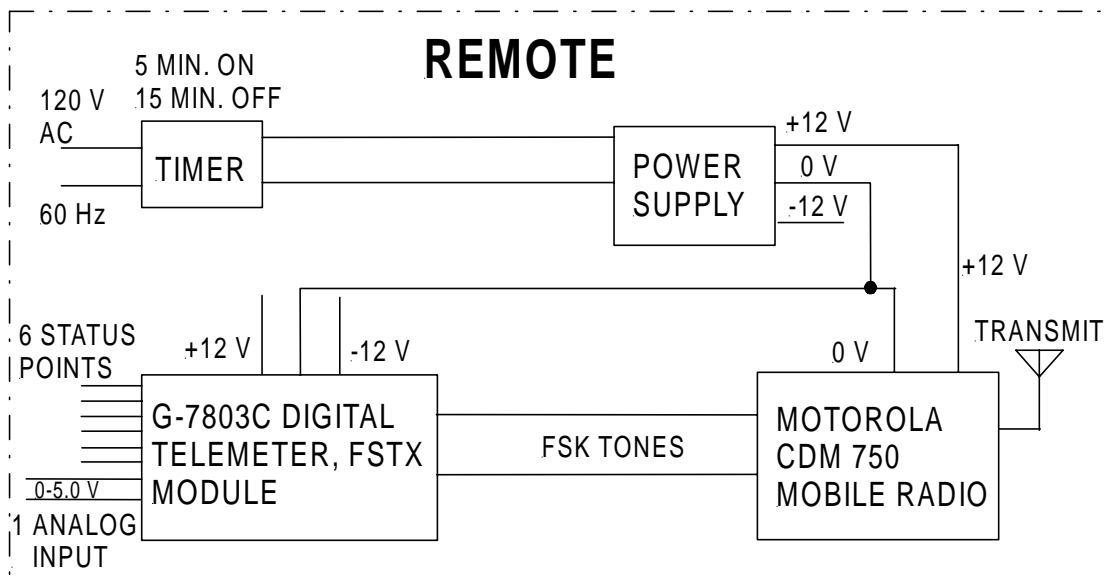 REMOTE
5 MIN. ON
15 MIN. OFF
120 V
AC
TIMER
60 Hz
POWER
SUPPLY
+12 V
0 V
-12 V
+12 V
TRANSMIT
6 STATUS
POINTS
+12 V
-12 V
0 V
G-7803C DIGITAL
TELEMETER, FSTX
MODULE
FSK TONES
MOTOROLA
CDM 750
MOBILE RADIO
0-5.0 V
1 ANALOG
INPUT